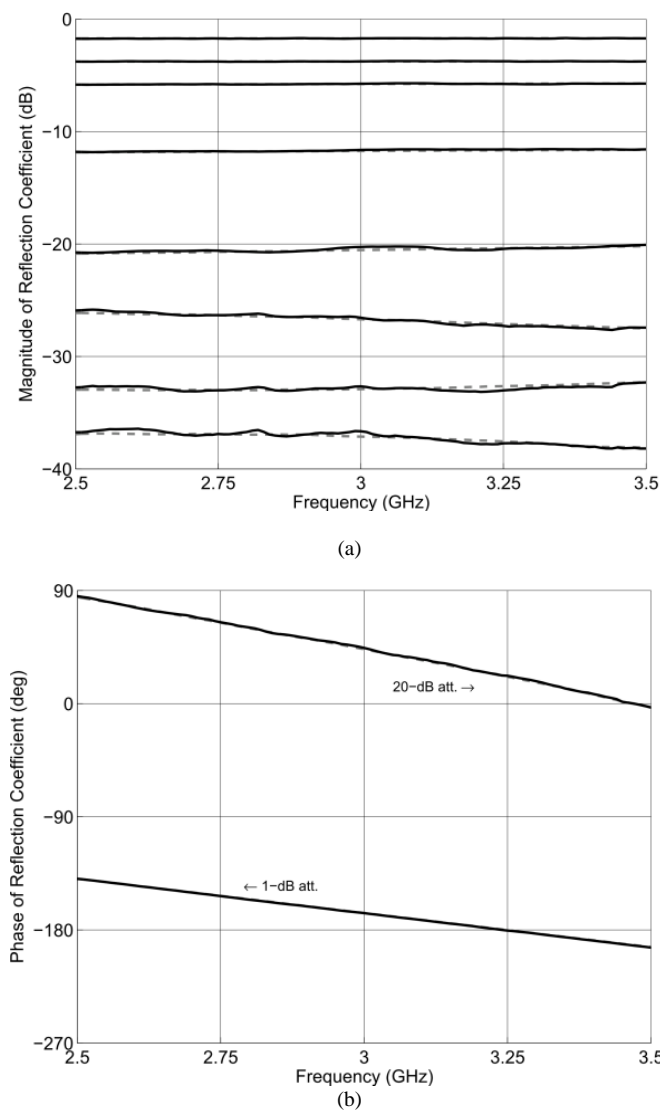 0
−10
−20
−30
−40
Magnitude of Reflection Coefficient (dB)
2.5
2.75
3
3.25
3.5
Frequency (GHz)
(a)
90
0
−90
−180
−270
Phase of Reflection Coefficient (deg)
20−dB att. →
← 1−dB att.
2.5
2.75
3
3.25
3.5
Frequency (GHz)
(b)